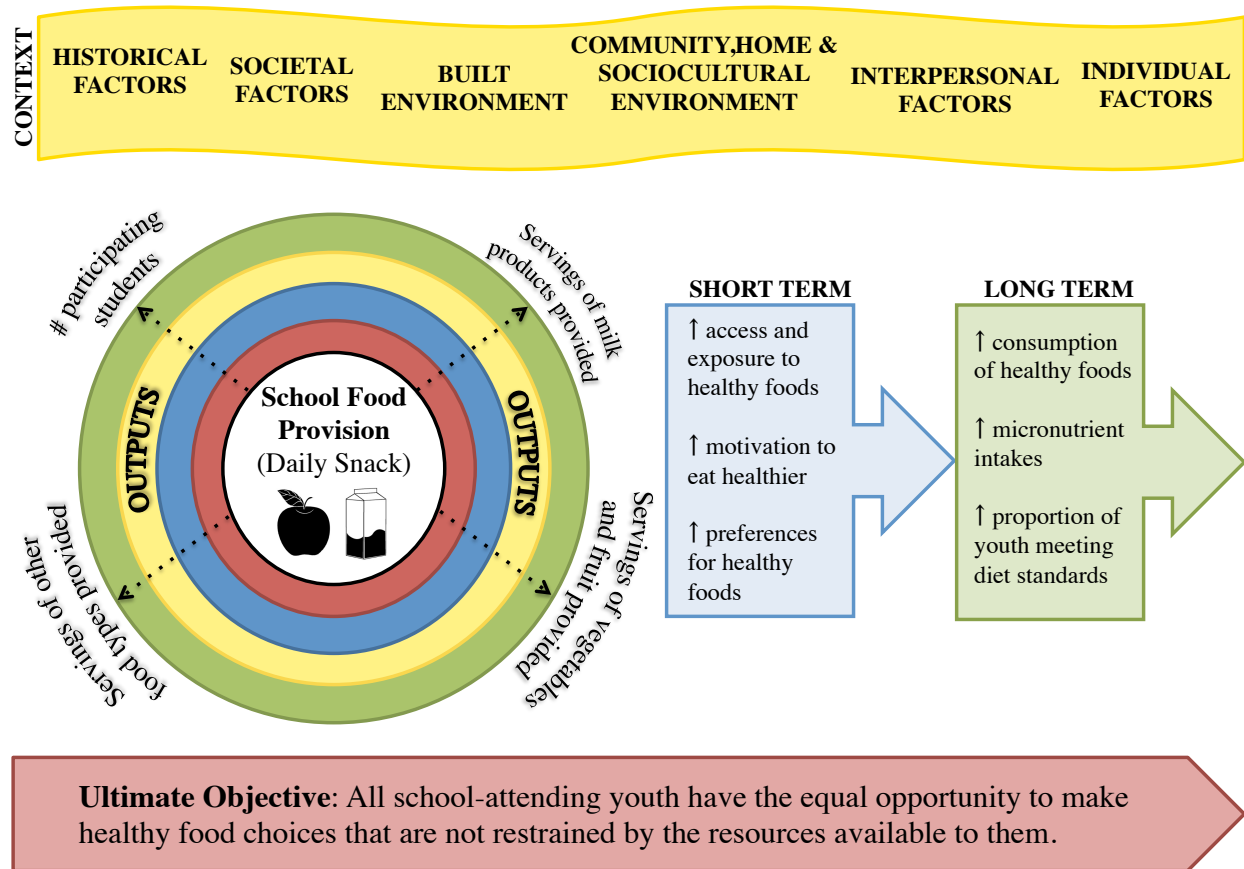 CONTEXT
HISTORICAL
FACTORS
SOCIETAL
FACTORS
BUILT
ENVIRONMENT
COMMUNITY,HOME &
SOCIOCULTURAL
ENVIRONMENT
INTERPERSONAL
FACTORS
INDIVIDUAL
FACTORS
# participating
students
Servings of milk
products provided
OUTPUTS
School Food
Provision
(Daily Snack)
OUTPUTS
Servings of other
food types provided
Servings of vegetables
and fruit provided
SHORT TERM
↑ access and
exposure to
healthy foods
↑ motivation to
eat healthier
↑ preferences
for healthy
foods
LONG TERM
↑ consumption
of healthy foods
↑ micronutrient
intakes
↑ proportion of
youth meeting
diet standards
Ultimate Objective: All school-attending youth have the equal opportunity to make
healthy food choices that are not restrained by the resources available to them.